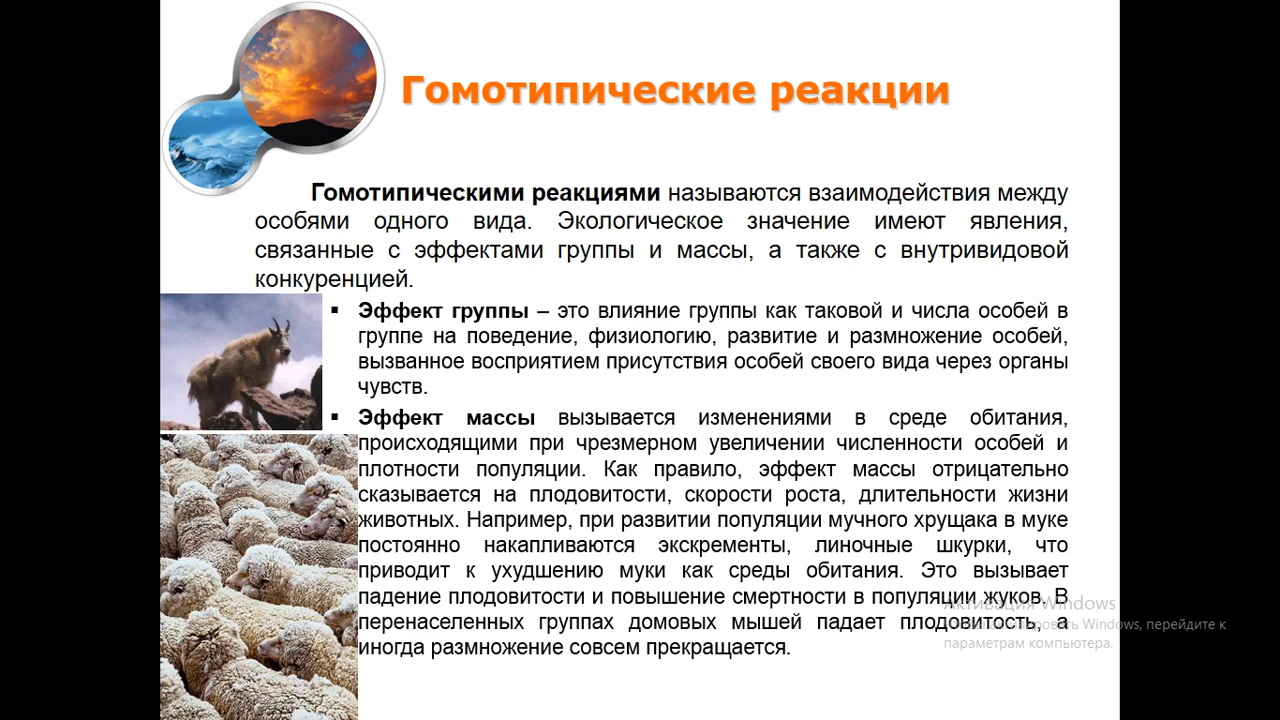 Гомотипические реакции
Гомотипическими реакциями называются взаимодействия между
особями одного вида. Экологическое значение имеют явления,
связанные с эффектами группы и массы, а также с внутривидовой
конкуренцией.
▪ Эффект группы – это влияние группы как таковой и числа особей в
группе на поведение, физиологию, развитие и размножение особей,
вызванное восприятием присутствия особей своего вида через органы
чувств.
▪ Эффект массы вызывается изменениями в среде обитания,
происходящими при чрезмерном увеличении численности особей и
плотности популяции. Как правило, эффект массы отрицательно
сказывается на плодовитости, скорости роста, длительности жизни
животных. Например, при развитии популяции мучного хрущака в муке
постоянно накапливаются экскременты, линочные шкурки, что
приводит к ухудшению муки как среды обитания. Это вызывает
падение плодовитости и повышение смертности в популяции жуков. В
перенаселенных группах домовых мышей падает плодовитость, а
иногда размножение совсем прекращается.
Активация Windows
Windows, перейдите к
параметрам компьютера.